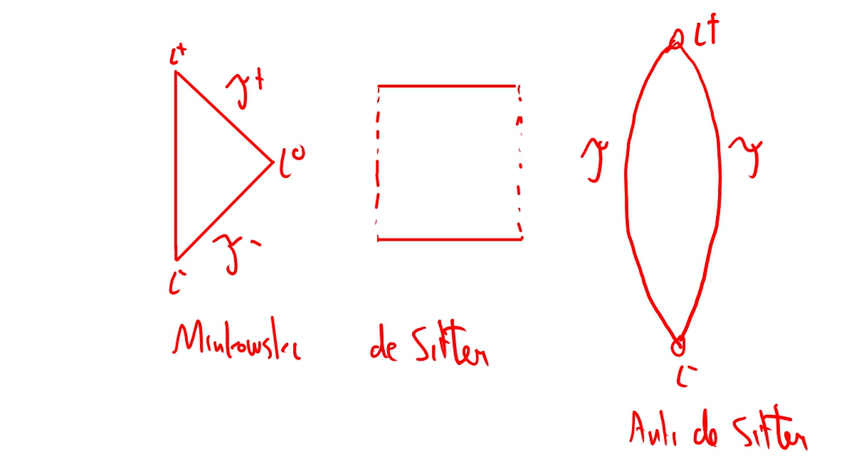 i⁺
𝒥⁺
i⁰
𝒥⁻
i⁻
Minkowski
de Sitter
i⁺
𝒥
𝒥
i⁻
Anti de Sitter